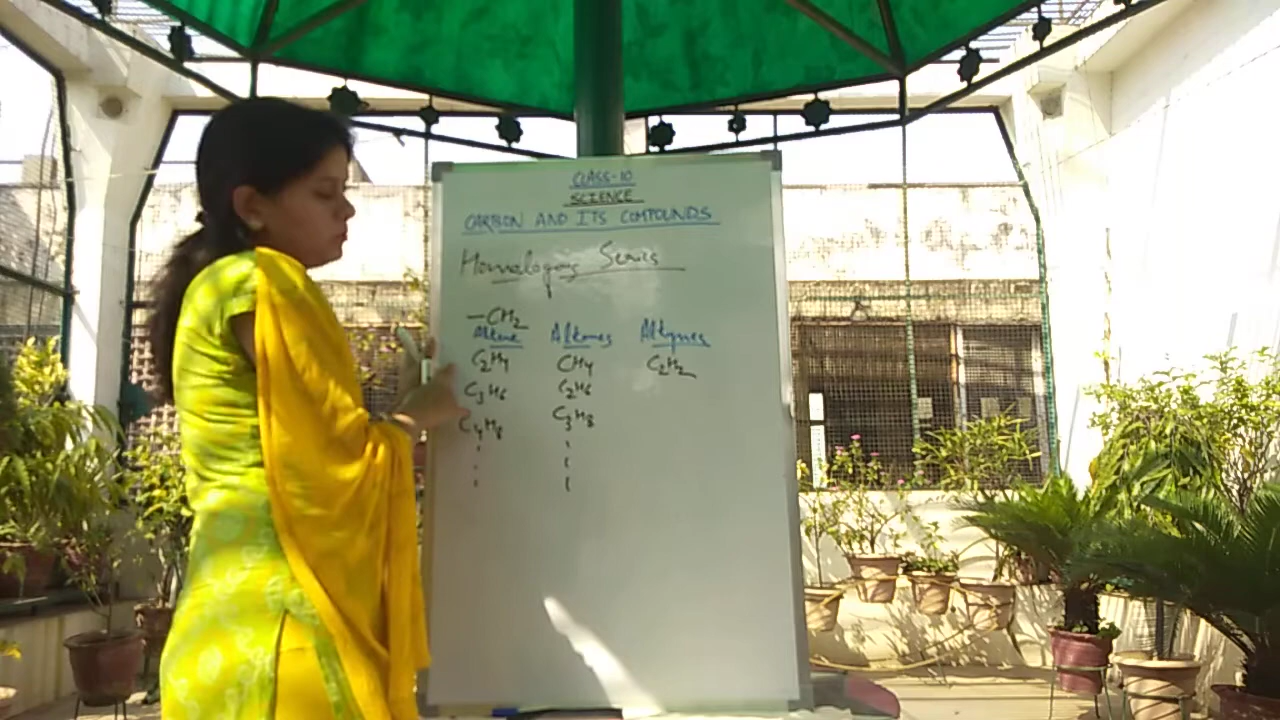 CLASS-10
SCIENCE
CARBON AND ITS COMPOUNDS
Homologous Series
-CH₂
Alkene Alkanes Alkynes
C₂H₄ CH₄ C₂H₂
C₃H₆ C₂H₆
C₄H₈ C₃H₈